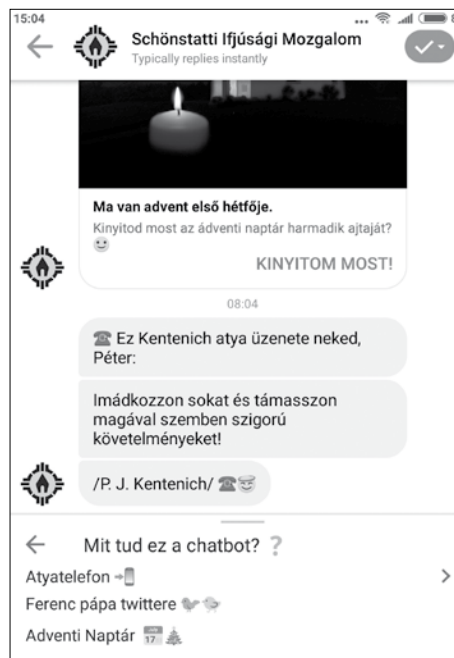 15:04
Schönstatti Ifjúsági Mozgalom
Typically replies instantly
Ma van advent első hétfője.
Kinyitod most az ádventi naptár harmadik ajtaját?
KINYITOM MOST!
08:04
Ez Kentenich atya üzenete neked,
Péter:
Imádkozzon sokat és támasszon
magával szemben szigorú
követelményeket!
/P. J. Kentenich/
Mit tud ez a chatbot?
Atyatelefon
Ferenc pápa twittere
Adventi Naptár